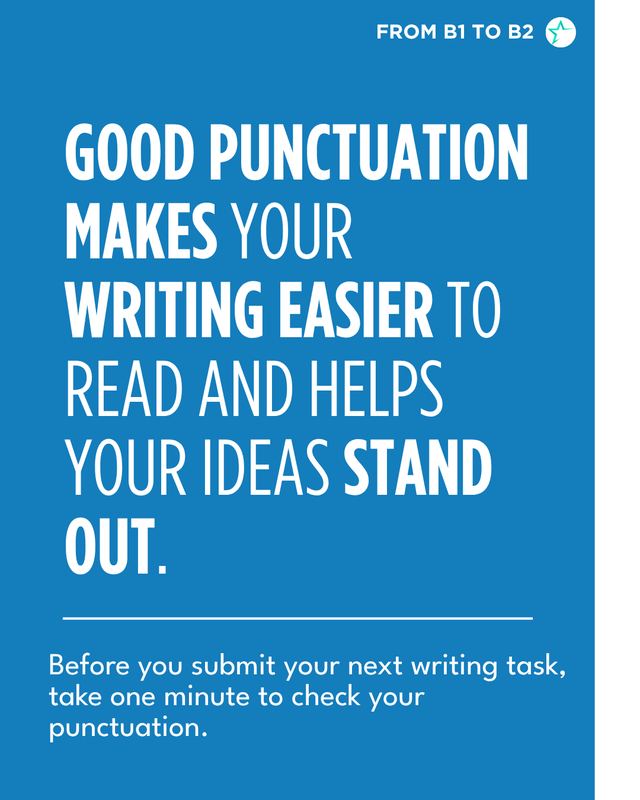 FROM B1 TO B2
GOOD PUNCTUATION
MAKES YOUR
WRITING EASIER TO
READ AND HELPS
YOUR IDEAS STAND
OUT.
Before you submit your next writing task,
take one minute to check your
punctuation.